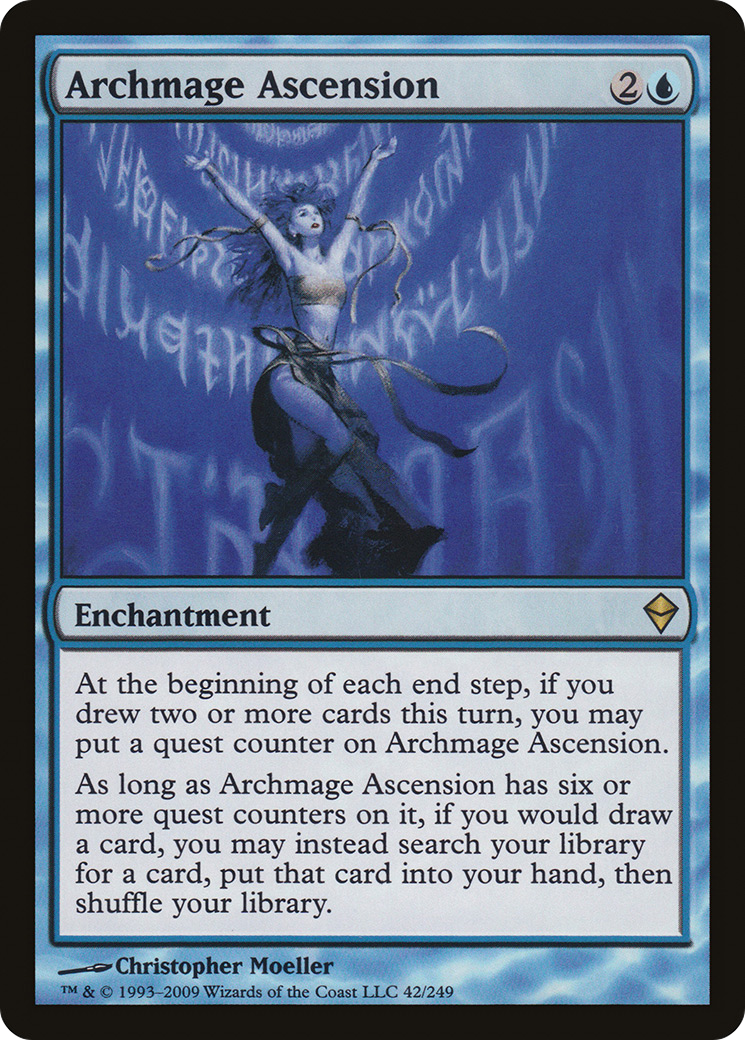 Archmage Ascension 2
Enchantment
At the beginning of each end step, if you
drew two or more cards this turn, you may
put a quest counter on Archmage Ascension.
As long as Archmage Ascension has six or
more quest counters on it, if you would draw
a card, you may instead search your library
for a card, put that card into your hand, then
shuffle your library.
Christopher Moeller
™ & © 1993–2009 Wizards of the Coast LLC 42/249